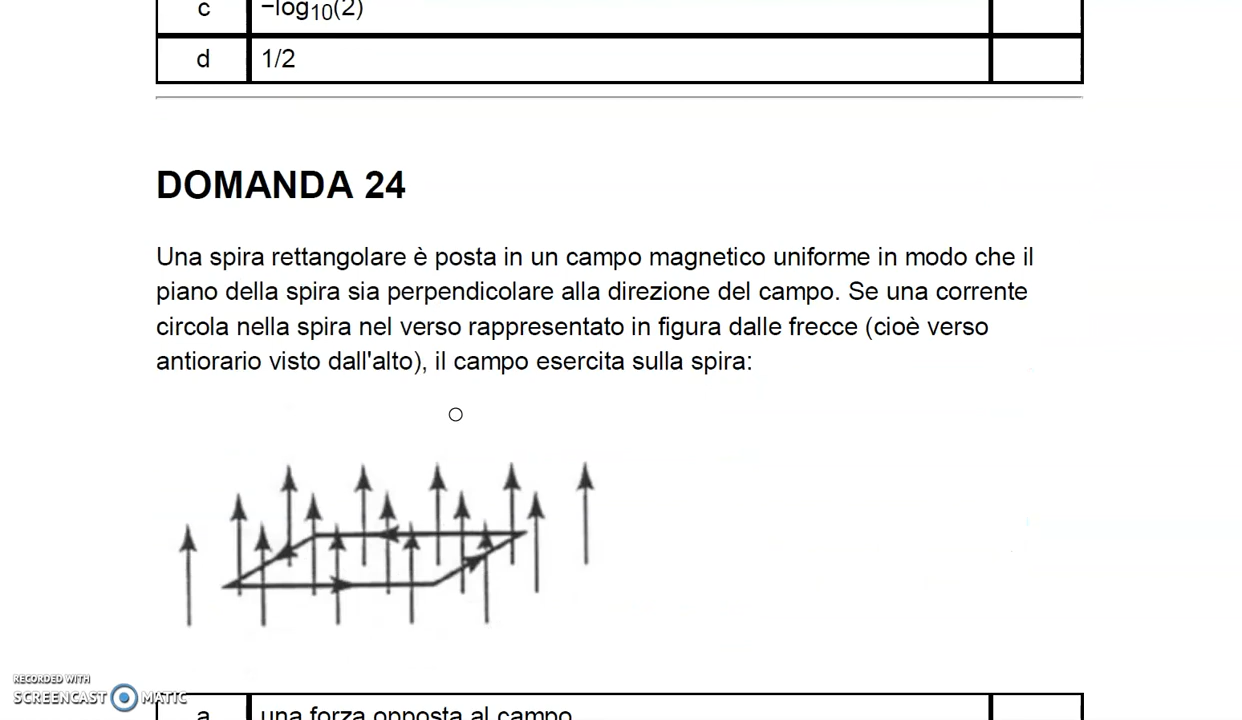 c −log10(2)
d 1/2
DOMANDA 24
Una spira rettangolare è posta in un campo magnetico uniforme in modo che il
piano della spira sia perpendicolare alla direzione del campo. Se una corrente
circola nella spira nel verso rappresentato in figura dalle frecce (cioè verso
antiorario visto dall'alto), il campo esercita sulla spira:
RECORDED WITH
SCREENCAST MATIC
a una forza opposta al campo